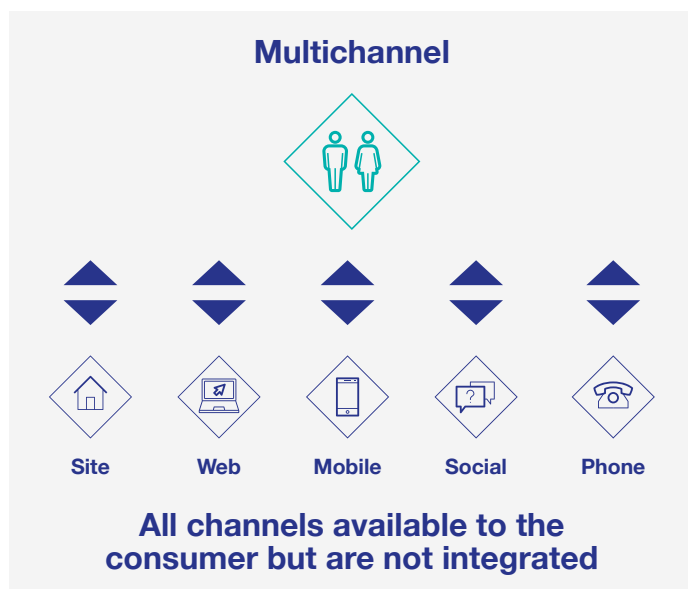 Multichannel
?
Site
Web
Mobile
Social
Phone
All channels available to the
consumer but are not integrated